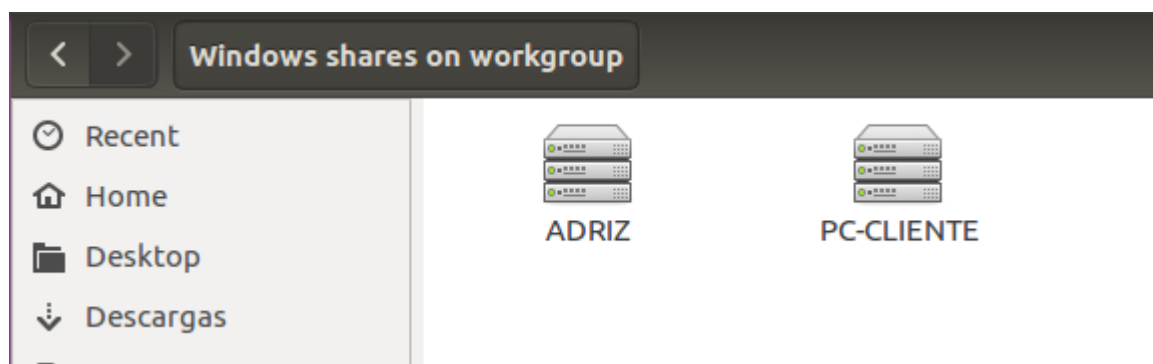 Windows shares on workgroup
Recent
Home
Desktop
Descargas
ADRIZ
PC-CLIENTE